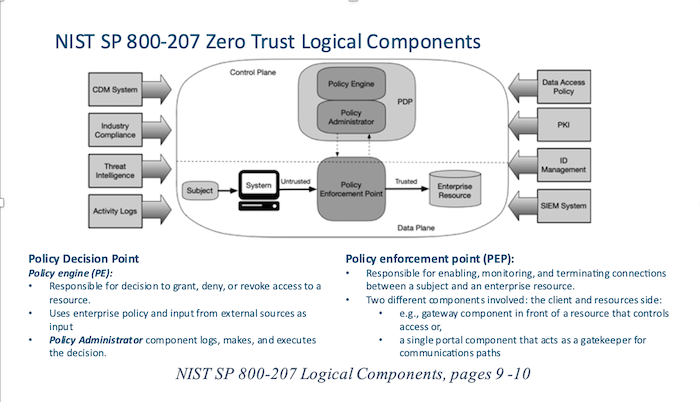 NIST SP 800-207 Zero Trust Logical Components
Control Plane
CDM System
Industry
Compliance
Threat
Intelligence
Activity Logs
Policy Engine
Policy
Administrator
PDP
Data Access
Policy
PKI
ID
Management
SIEM System
Subject
System
Untrusted
Policy
Enforcement Point
Trusted
Enterprise
Resource
Data Plane
Policy Decision Point
Policy engine (PE):
• Responsible for decision to grant, deny, or revoke access to a
resource.
• Uses enterprise policy and input from external sources as
input
• Policy Administrator component logs, makes, and executes
the decision.
Policy enforcement point (PEP):
• Responsible for enabling, monitoring, and terminating connections
between a subject and an enterprise resource.
• Two different components involved: the client and resources side:
• e.g., gateway component in front of a resource that controls
access or,
• a single portal component that acts as a gatekeeper for
communications paths
NIST SP 800-207 Logical Components, pages 9 -10